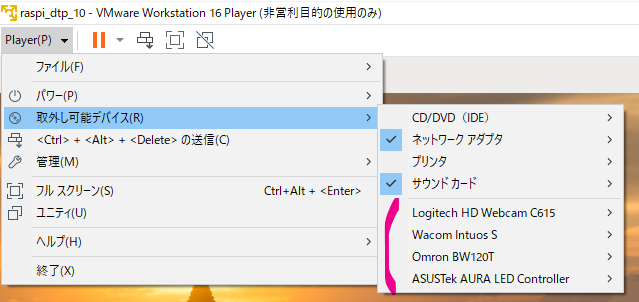 raspi_dtp_10 - VMware Workstation 16 Player (非営利目的の使用のみ)
Player(P)
ファイル(F)
パワー(P)
取外し可能デバイス(R)
<Ctrl> + <Alt> + <Delete> の送信(C)
管理(M)
フル スクリーン(S) Ctrl+Alt + <Enter>
ユニティ(U)
ヘルプ(H)
終了(X)
CD/DVD（IDE）
ネットワーク アダプタ
プリンタ
サウンド カード
Logitech HD Webcam C615
Wacom Intuos S
Omron BW120T
ASUSTek AURA LED Controller